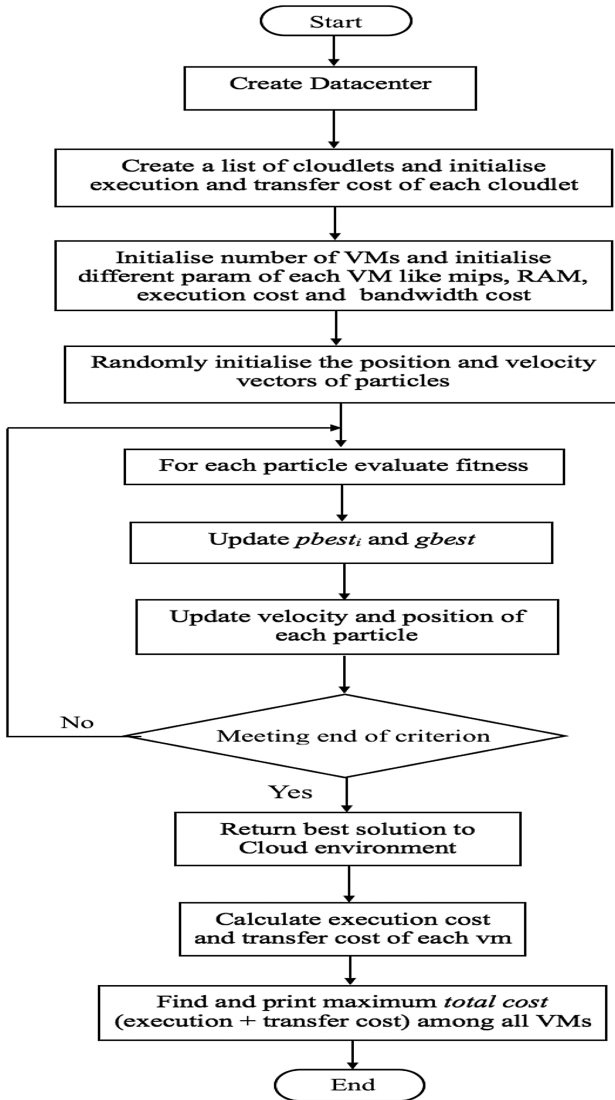 Start
Create Datacenter
Create a list of cloudlets and initialise
execution and transfer cost of each cloudlet
Initialise number of VMs and initialise
different param of each VM like mips, RAM,
execution cost and bandwidth cost
Randomly initialise the position and velocity
vectors of particles
For each particle evaluate fitness
Update pbestᵢ and gbest
Update velocity and position of
each particle
No
Meeting end of criterion
Yes
Return best solution to
Cloud environment
Calculate execution cost
and transfer cost of each vm
Find and print maximum total cost
(execution + transfer cost) among all VMs
End